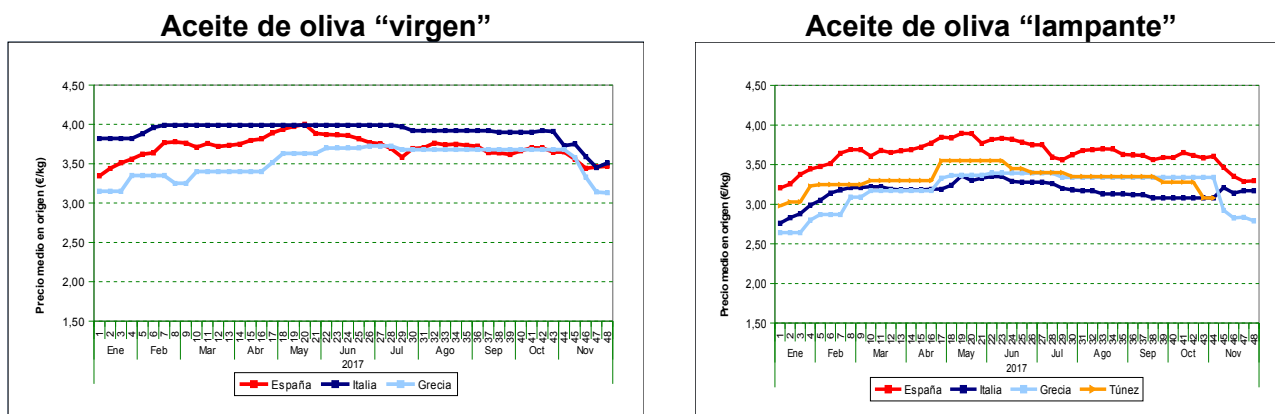 Aceite de oliva “virgen”
Precio medio en origen (€/kg)
4,50
4,00
3,50
3,00
2,50
2,00
1,50
1 2 3 4 5 6 7 8 9 10 11 12 13 14 15 16 17 18 19 20 21 22 23 24 25 26 27 28 29 30 31 32 33 34 35 36 37 38 39 40 41 42 43 44 45 46 47 48
Ene Feb Mar Abr May Jun Jul Ago Sep Oct Nov
2017
España Italia Grecia
Aceite de oliva “lampante”
Precio medio en origen (€/kg)
4,50
4,00
3,50
3,00
2,50
2,00
1,50
1 2 3 4 5 6 7 8 9 10 11 12 13 14 15 16 17 18 19 20 21 22 23 24 25 26 27 28 29 30 31 32 33 34 35 36 37 38 39 40 41 42 43 44 45 46 47 48
Ene Feb Mar Abr May Jun Jul Ago Sep Oct Nov
2017
España Italia Grecia Túnez